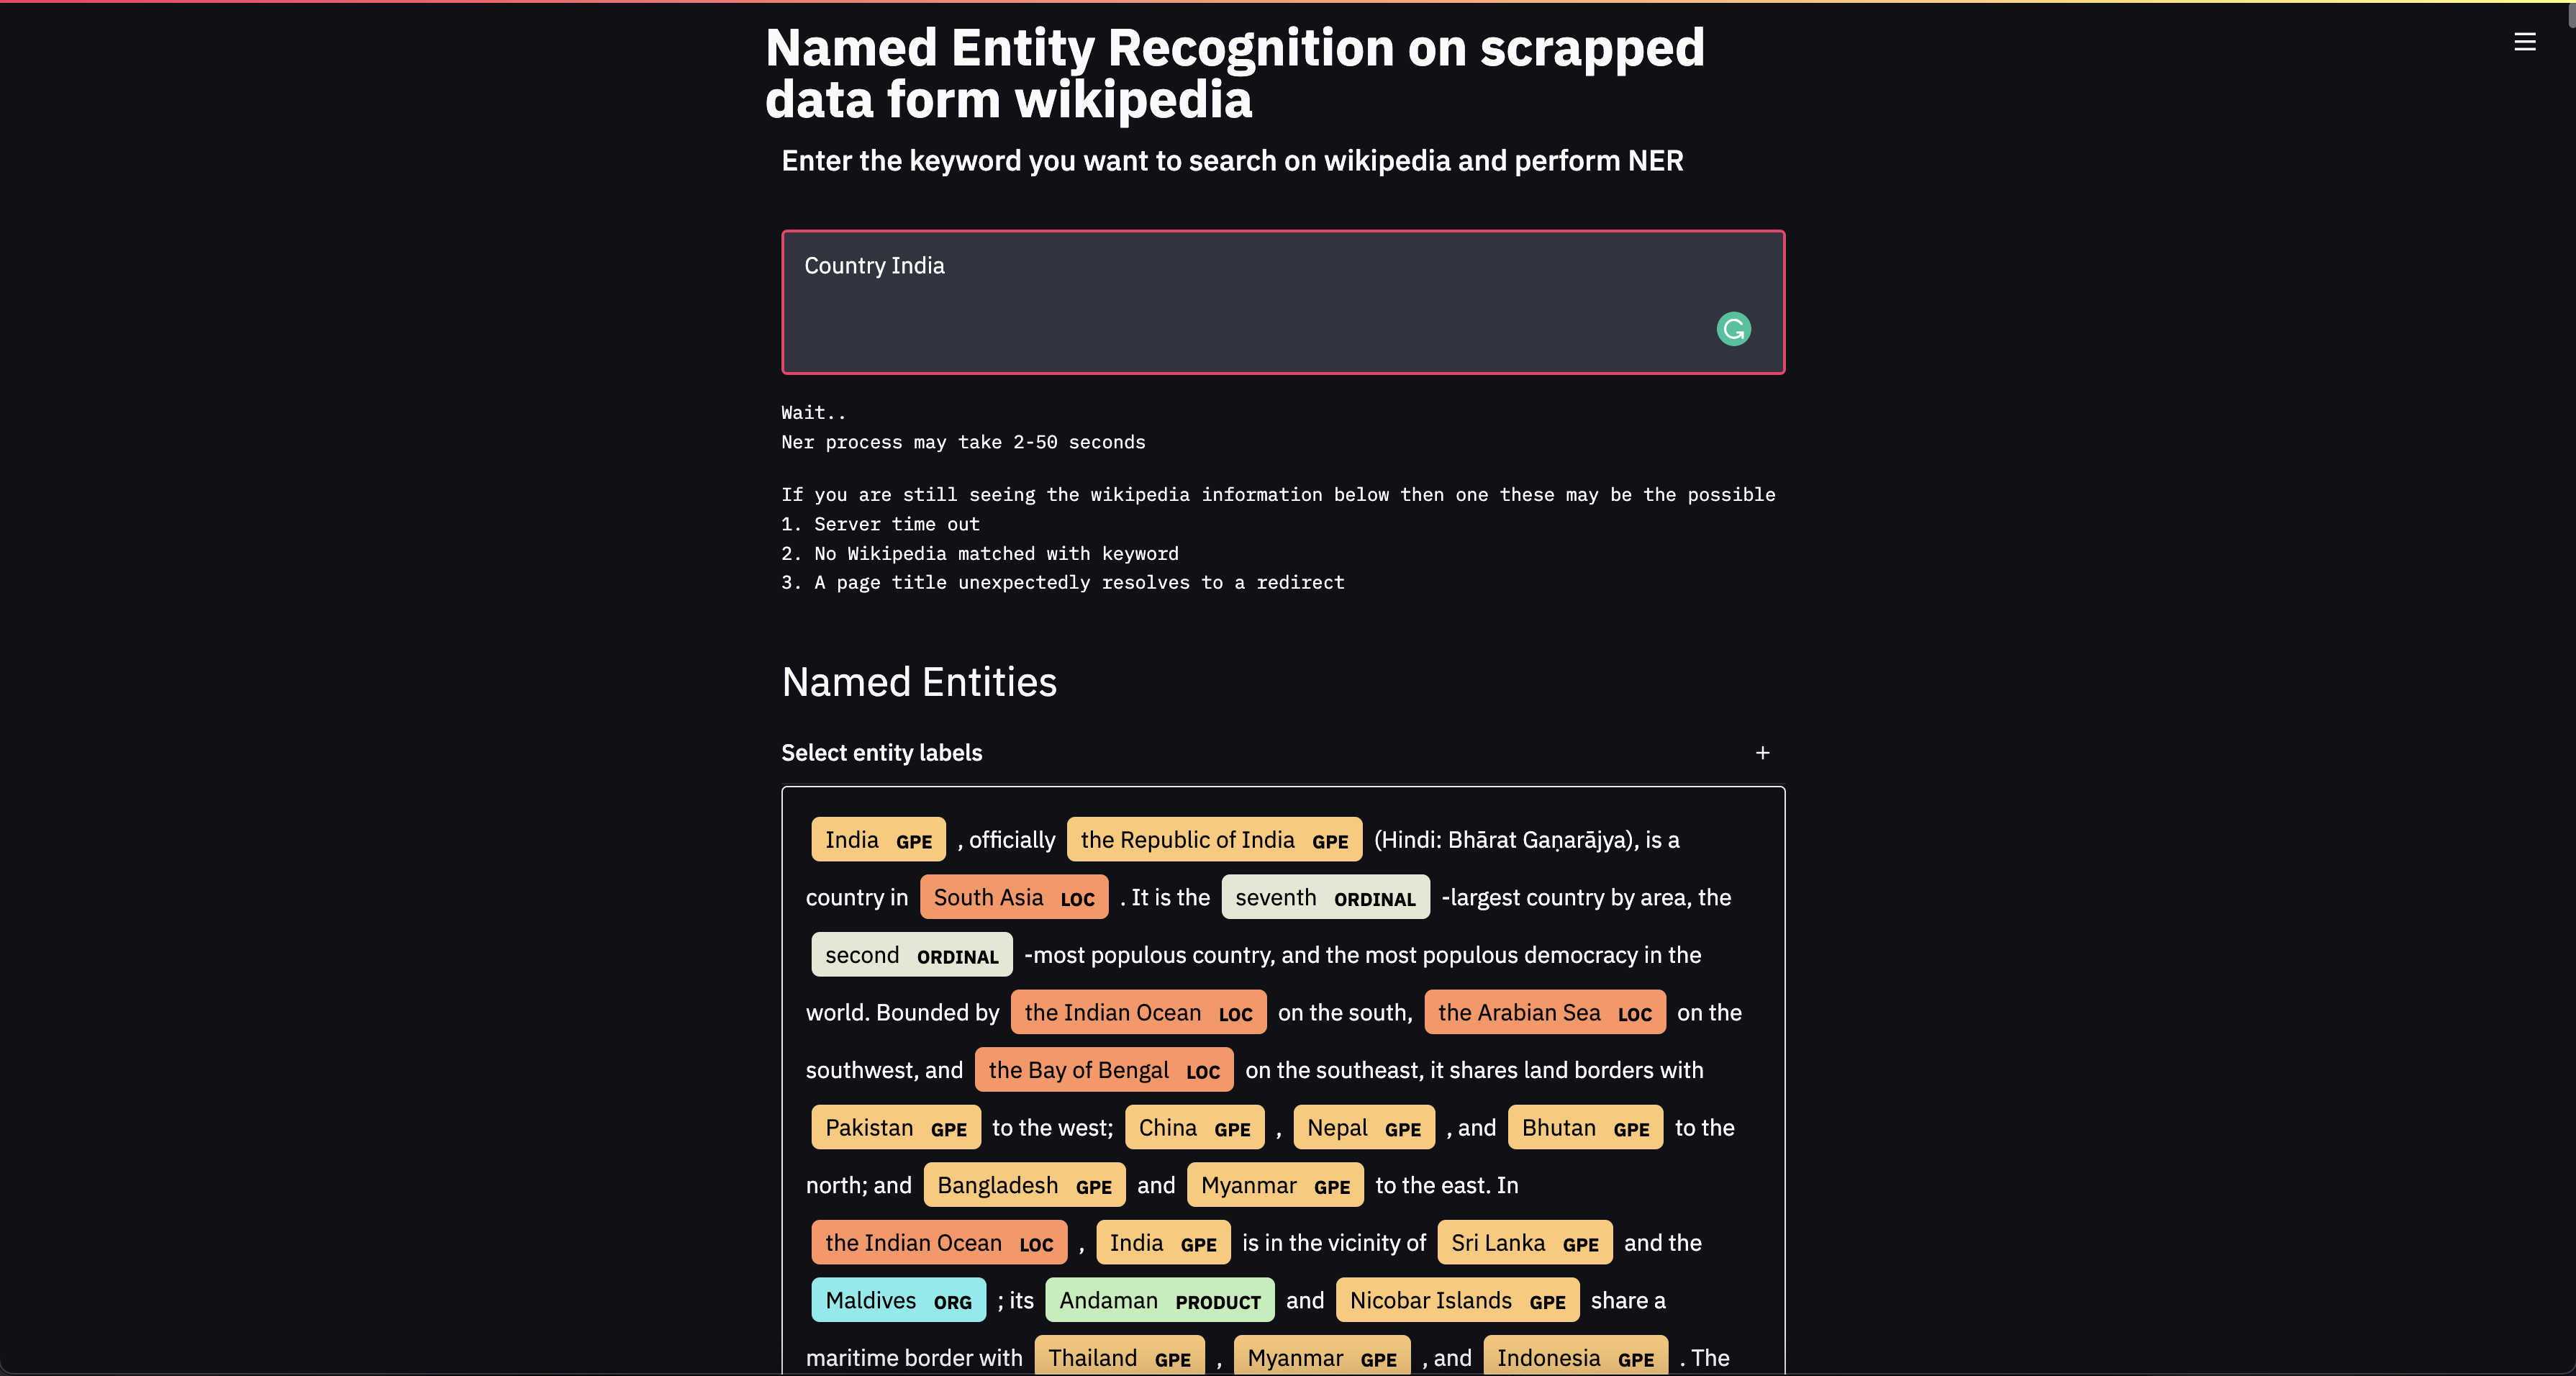 Named Entity Recognition on scrapped
data form wikipedia
Enter the keyword you want to search on wikipedia and perform NER
Country India
Wait..
Ner process may take 2-50 seconds
If you are still seeing the wikipedia information below then one these may be the possible
1. Server time out
2. No Wikipedia matched with keyword
3. A page title unexpectedly resolves to a redirect
Named Entities
Select entity labels +
India GPE , officially the Republic of India GPE (Hindi: Bhārat Gaṇarājya), is a
country in South Asia LOC . It is the seventh ORDINAL -largest country by area, the
second ORDINAL -most populous country, and the most populous democracy in the
world. Bounded by the Indian Ocean LOC on the south, the Arabian Sea LOC on the
southwest, and the Bay of Bengal LOC on the southeast, it shares land borders with
Pakistan GPE to the west; China GPE , Nepal GPE , and Bhutan GPE to the
north; and Bangladesh GPE and Myanmar GPE to the east. In
the Indian Ocean LOC , India GPE is in the vicinity of Sri Lanka GPE and the
Maldives ORG ; its Andaman PRODUCT and Nicobar Islands GPE share a
maritime border with Thailand GPE , Myanmar GPE , and Indonesia GPE . The